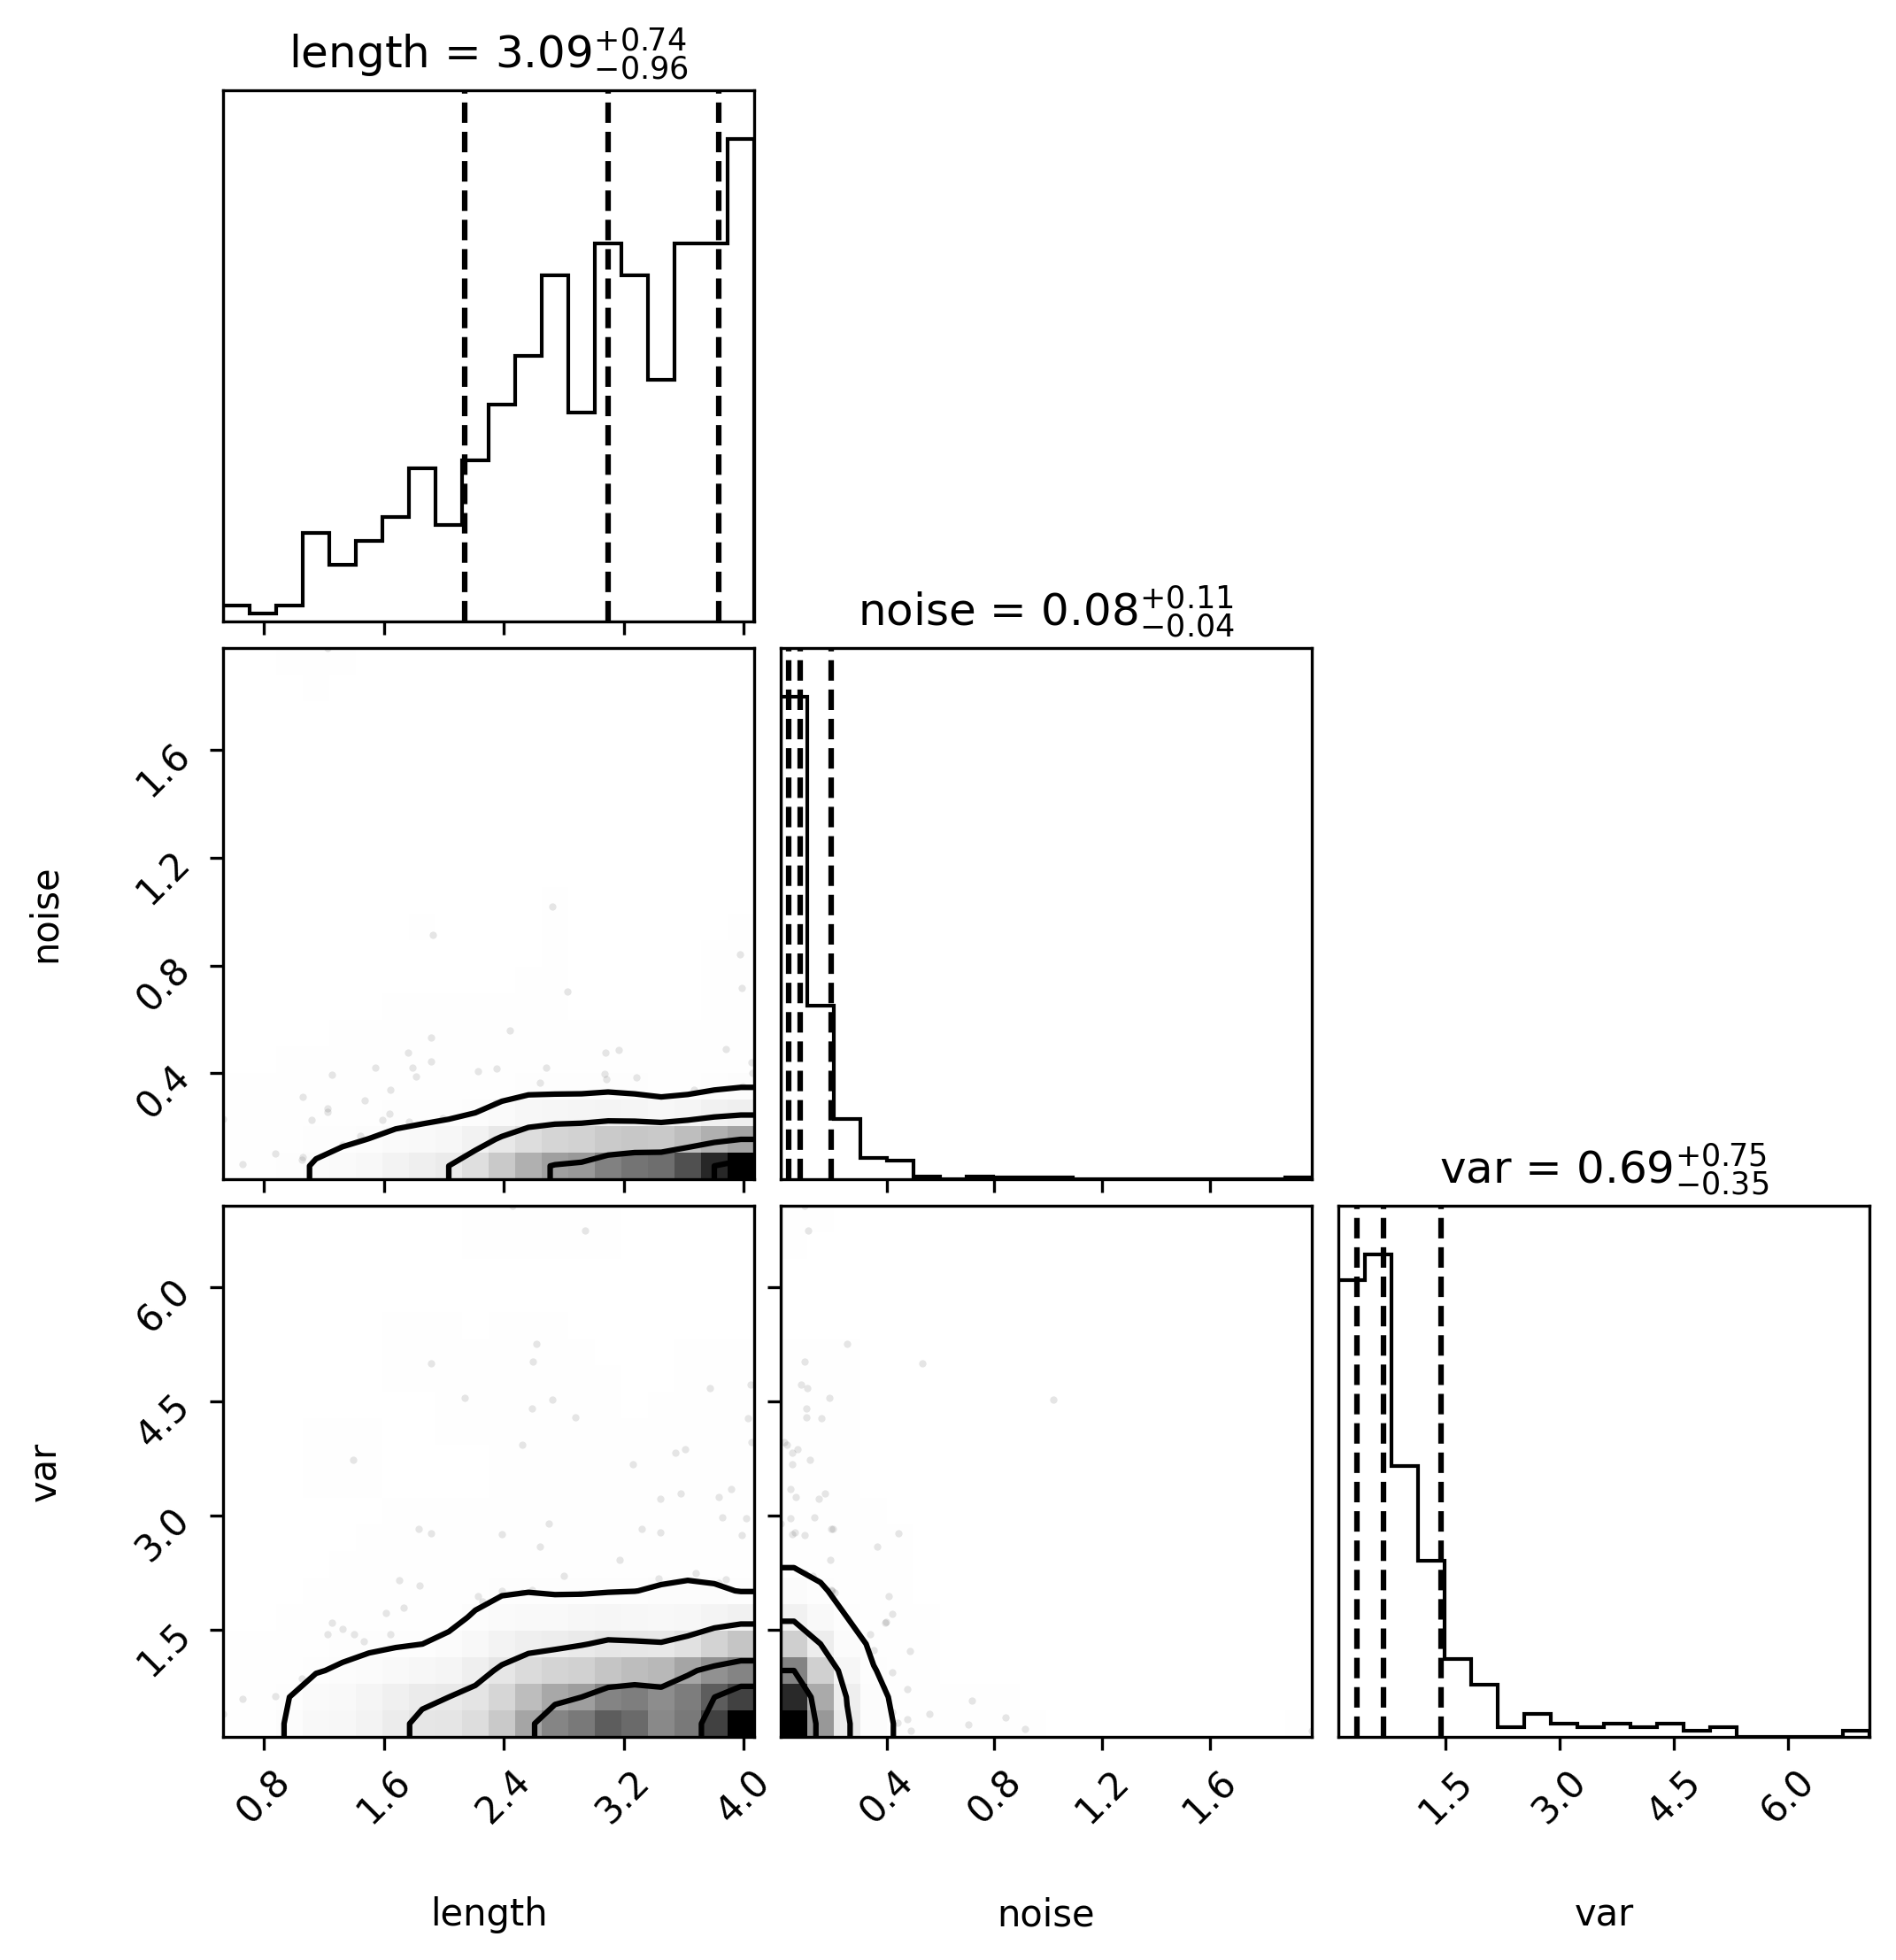 length = 3.09+0.74−0.96
noise = 0.08+0.11−0.04
1.6
1.2
0.8
0.4
noise
var = 0.69+0.75−0.35
6.0
4.5
3.0
1.5
var
0.8 1.6 2.4 3.2 4.0 0.4 0.8 1.2 1.6 1.5 3.0 4.5 6.0
length noise var